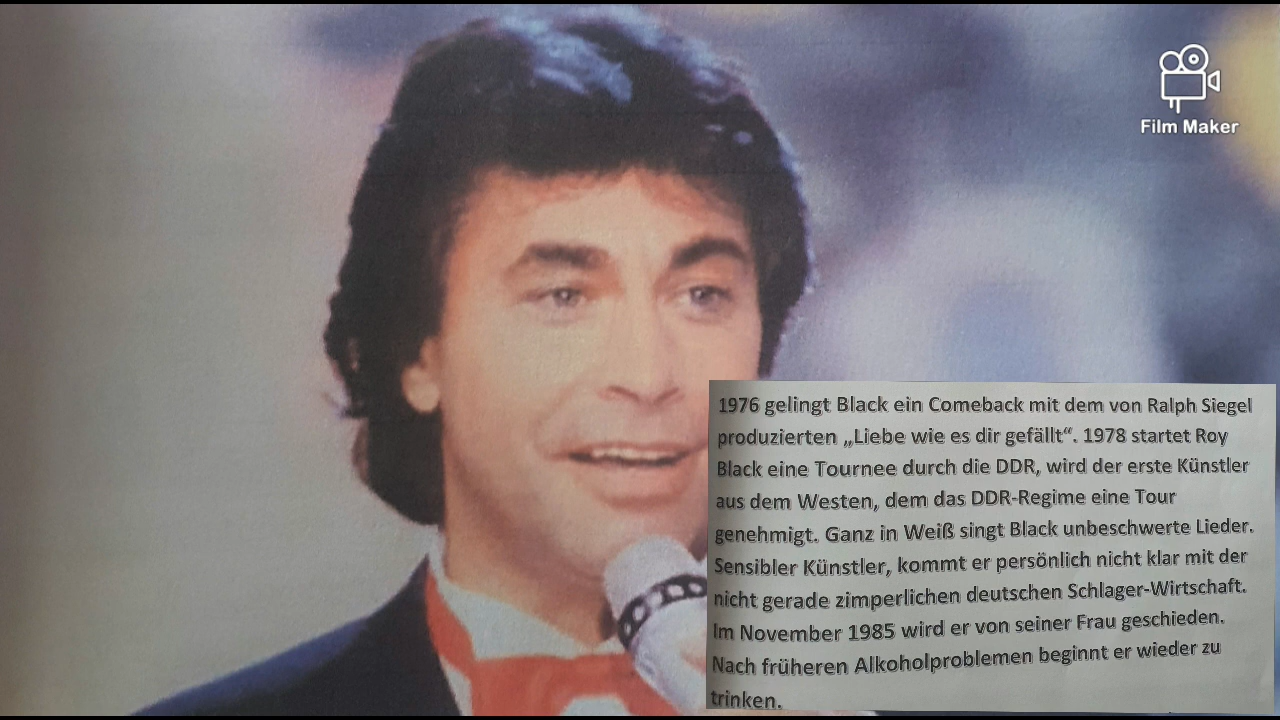 Film Maker
1976 gelingt Black ein Comeback mit dem von Ralph Siegel
produzierten „Liebe wie es dir gefällt“. 1978 startet Roy
Black eine Tournee durch die DDR, wird der erste Künstler
aus dem Westen, dem das DDR-Regime eine Tour
genehmigt. Ganz in Weiß singt Black unbeschwerte Lieder.
Sensibler Künstler, kommt er persönlich nicht klar mit der
nicht gerade zimperlichen deutschen Schlager-Wirtschaft.
Im November 1985 wird er von seiner Frau geschieden.
Nach früheren Alkoholproblemen beginnt er wieder zu
trinken.